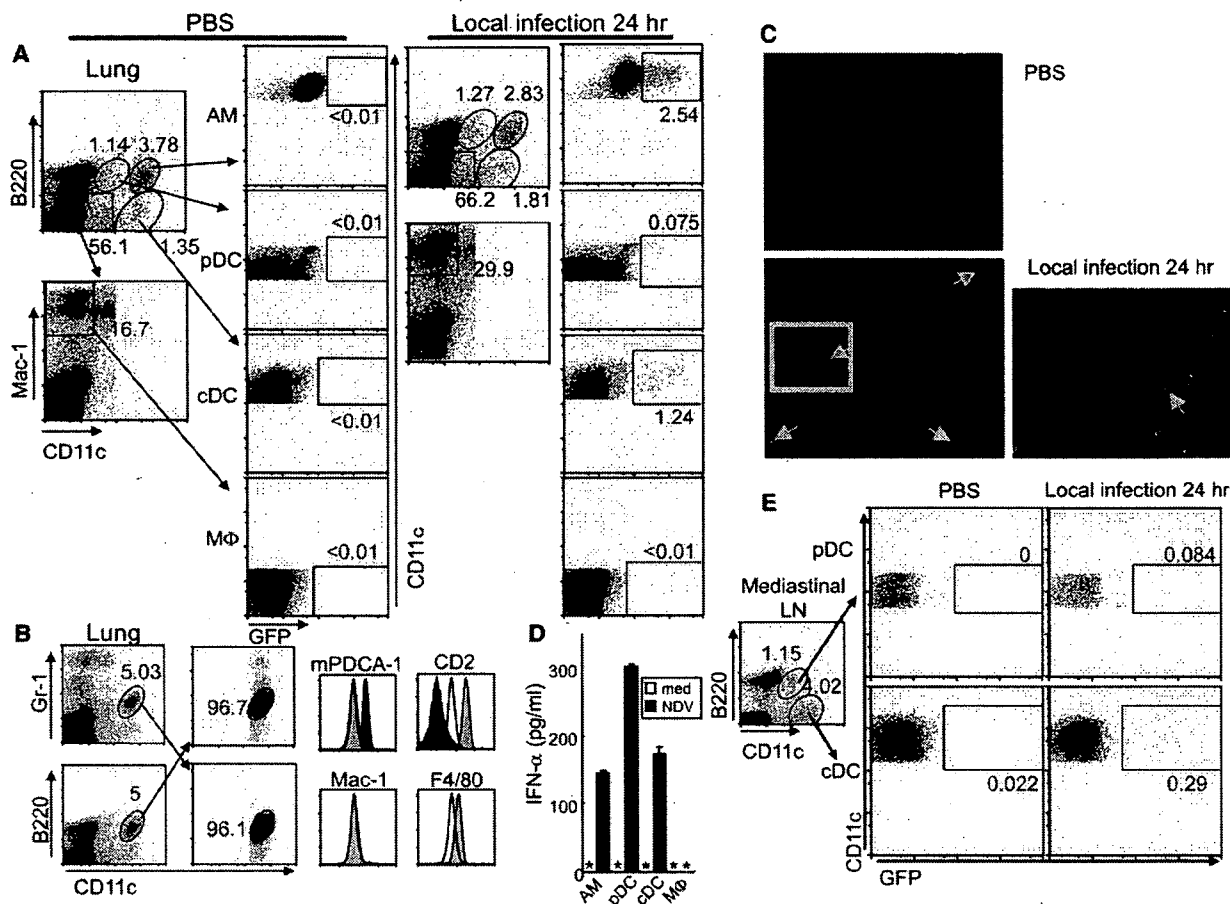 PBS
Local infection 24 hr
A
Lung
B220
1.14 3.78
56.1 1.35
Mac-1
16.7
CD11c
AM
<0.01
pDC
<0.01
cDC
<0.01
MΦ
<0.01
GFP
CD11c
1.27 2.83
66.2 1.81
29.9
2.54
0.075
1.24
<0.01
B
Lung
Gr-1
5.03
96.7
B220
5
96.1
CD11c
mPDCA-1
CD2
Mac-1
F4/80
C
PBS
Local infection 24 hr
D
IFN-α (pg/ml)
300
200
100
0
med
NDV
* * * * *
AM
pDC
cDC
MΦ
E
PBS
Local infection 24 hr
Mediastinal
LN
B220
1.15
4.02
CD11c
pDC
0
0.084
cDC
0.022
0.29
CD11c
GFP